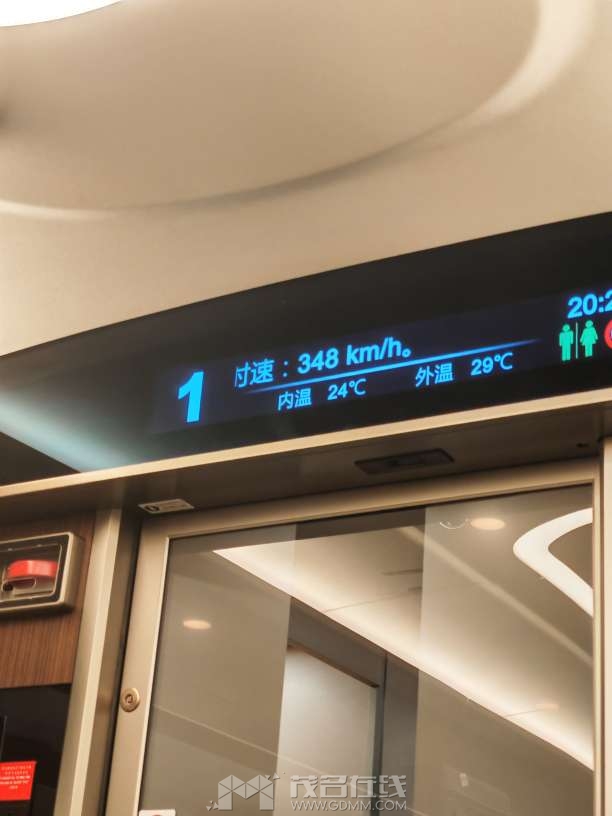 20:2
1
时速：348 km/h。
内温 24℃ 外温 29℃
茂名在线
WWW.GDMM.COM